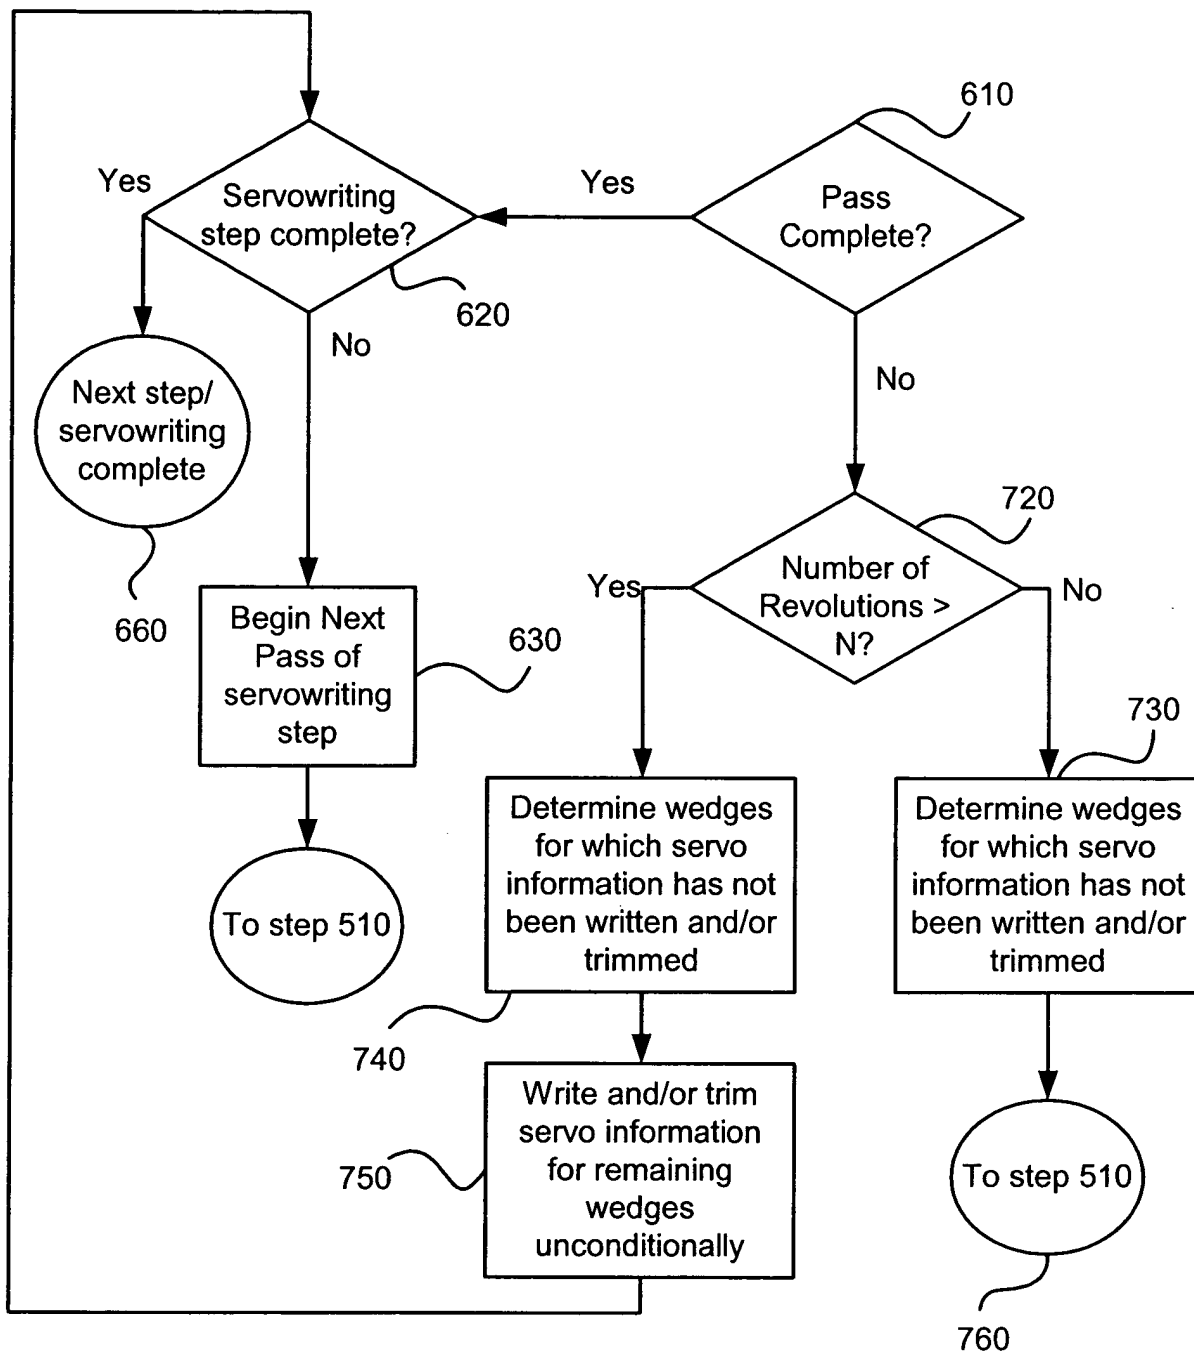 610
Pass
Complete?
Yes
Servowriting
step complete?
620
Yes
No
Next step/
servowriting
complete
660
Begin Next
Pass of
servowriting
step
630
To step 510
No
720
Number of
Revolutions >
N?
Yes
No
730
Determine wedges
for which servo
information has not
been written and/or
trimmed
740
Write and/or trim
servo information
for remaining
wedges
unconditionally
750
Determine wedges
for which servo
information has not
been written and/or
trimmed
To step 510
760